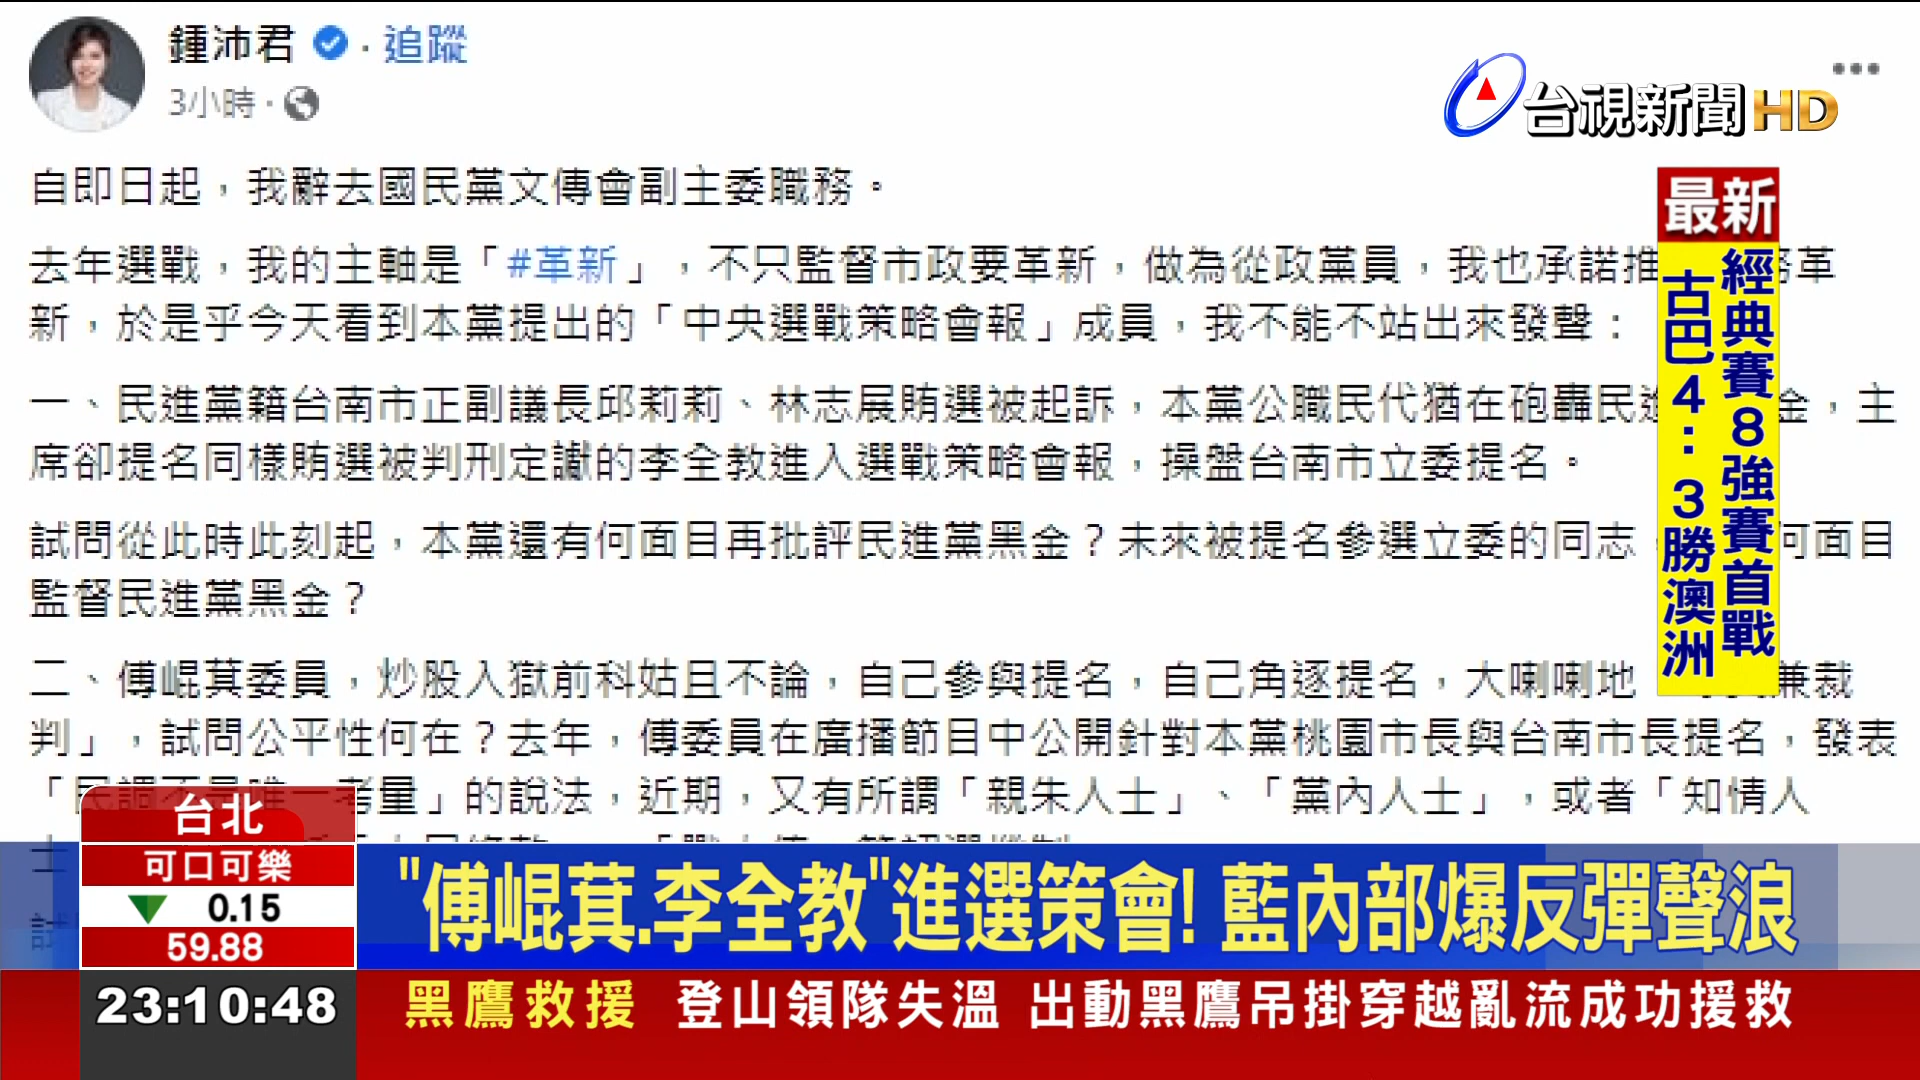 鍾沛君 · 追蹤
3小時 ·
台視新聞HD
自即日起，我辭去國民黨文傳會副主委職務。
去年選戰，我的主軸是「#革新」，不只監督市政要革新，做為從政黨員，我也承諾推 革
新，於是乎今天看到本黨提出的「中央選戰策略會報」成員，我不能不站出來發聲：
一、民進黨籍台南市正副議長邱莉莉、林志展賄選被起訴，本黨公職民代猶在砲轟民進 金，主
席卻提名同樣賄選被判刑定讞的李全教進入選戰策略會報，操盤台南市立委提名。
試問從此時此刻起，本黨還有何面目再批評民進黨黑金？未來被提名參選立委的同志 何面目
監督民進黨黑金？
二、傅崐萁委員，炒股入獄前科姑且不論，自己參與提名，自己角逐提名，大喇喇地 兼裁
判」，試問公平性何在？去年，傅委員在廣播節目中公開針對本黨桃園市長與台南市長提名，發表
「民調不是唯一考量」的說法，近期，又有所謂「親朱人士」、「黨內人士」，或者「知情人
最新
經典賽8強賽首戰
古巴4：3勝澳洲
台北
可口可樂
▼ 0.15
59.88
23:10:48
"傅崐萁.李全教"進選策會! 藍內部爆反彈聲浪
黑鷹救援 登山領隊失溫 出動黑鷹吊掛穿越亂流成功援救